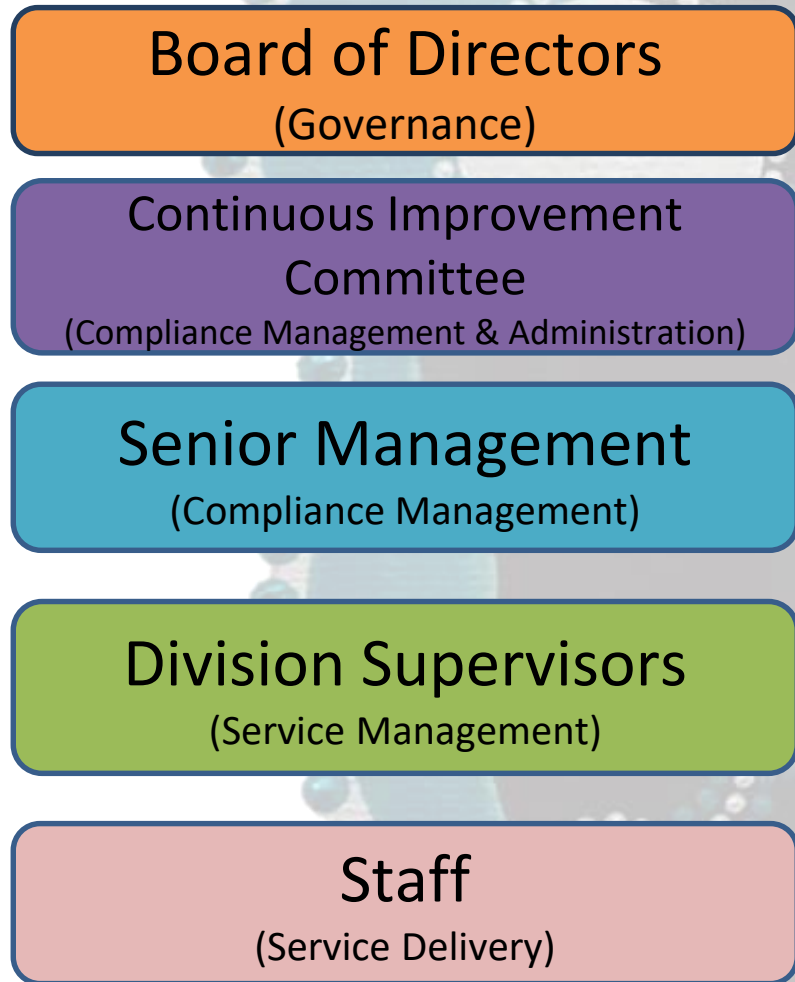 Board of Directors
(Governance)
Continuous Improvement
Committee
(Compliance Management & Administration)
Senior Management
(Compliance Management)
Division Supervisors
(Service Management)
Staff
(Service Delivery)